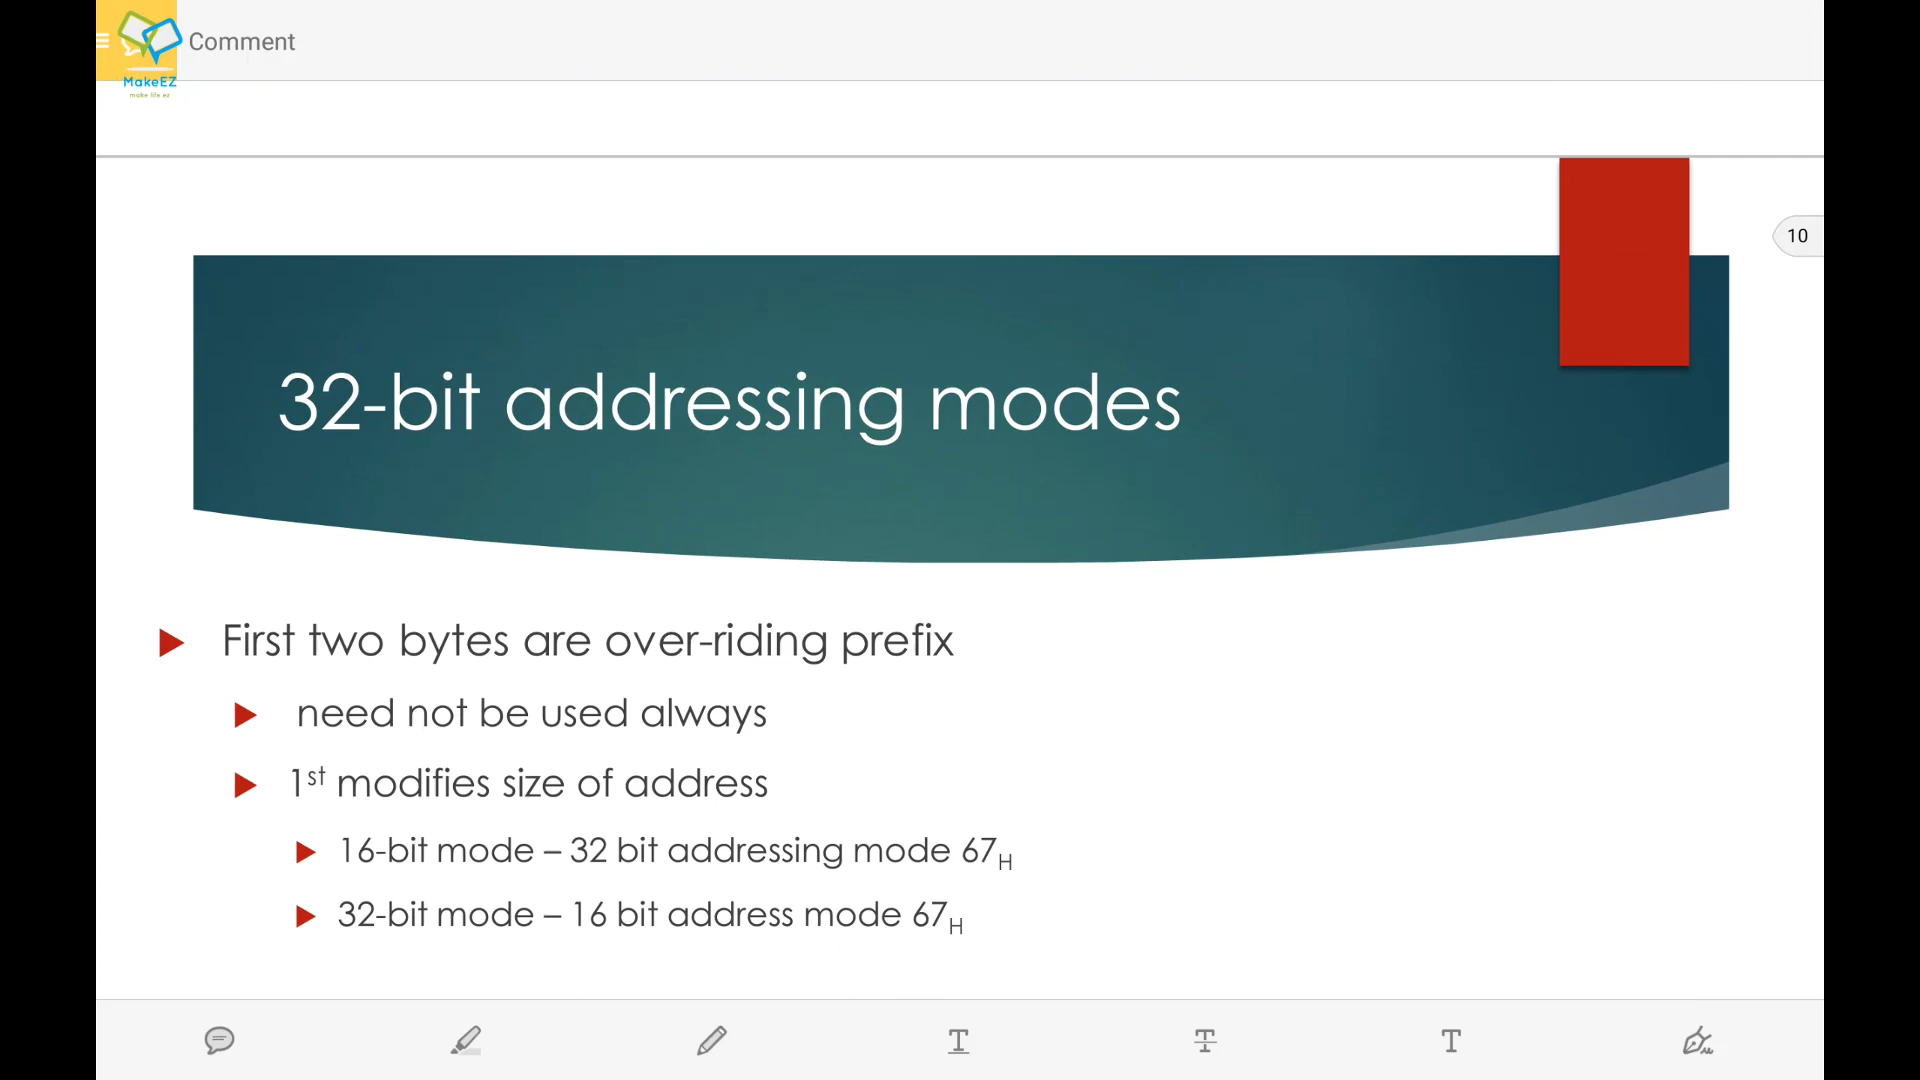 Comment
MakeEZ
make life ez
10
32-bit addressing modes
First two bytes are over-riding prefix
need not be used always
1st modifies size of address
16-bit mode – 32 bit addressing mode 67H
32-bit mode – 16 bit address mode 67H